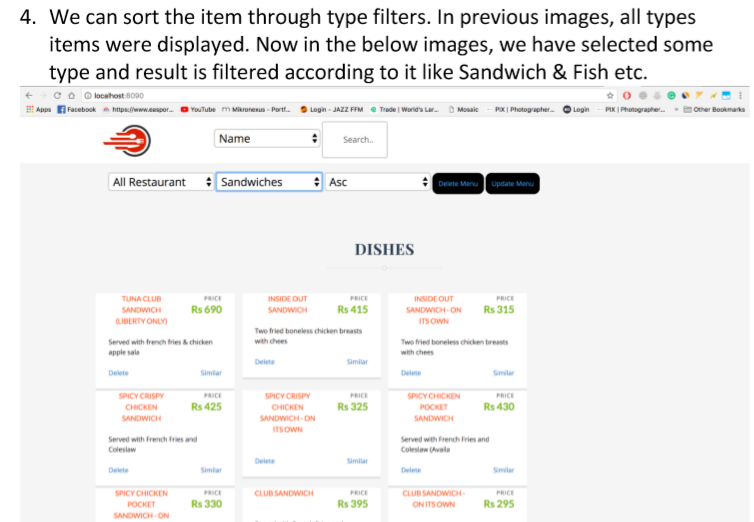 4. We can sort the item through type filters. In previous images, all types
items were displayed. Now in the below images, we have selected some
type and result is filtered according to it like Sandwich & Fish etc.
localhost:8090
Apps Facebook https://www.easpor... YouTube Mikronexus - Portf... Login - JAZZ FFM Trade | World's Lar... Mosaic PIX | Photographer... Login PIX | Photographer... Other Bookmarks
Name Search..
All Restaurant Sandwiches Asc Delete Menu Update Menu
DISHES
TUNA CLUB PRICE INSIDE OUT PRICE INSIDE OUT PRICE
SANDWICH Rs 690 SANDWICH Rs 415 SANDWICH - ON Rs 315
(LIBERTY ONLY) ITS OWN
Two fried boneless chicken breasts
Served with french fries & chicken with chees Two fried boneless chicken breasts
apple sala with chees
Delete Similar
Delete Similar Delete Similar
SPICY CRISPY PRICE SPICY CRISPY PRICE SPICY CHICKEN PRICE
CHICKEN Rs 425 CHICKEN Rs 325 POCKET Rs 430
SANDWICH SANDWICH - ON SANDWICH
ITS OWN
Served with French Fries and Served with French Fries and
Coleslaw Coleslaw (Availa
Delete Similar
Delete Similar Delete Similar
SPICY CHICKEN PRICE CLUB SANDWICH PRICE CLUB SANDWICH - PRICE
POCKET Rs 330 Rs 395 ON ITS OWN Rs 295
SANDWICH - ON